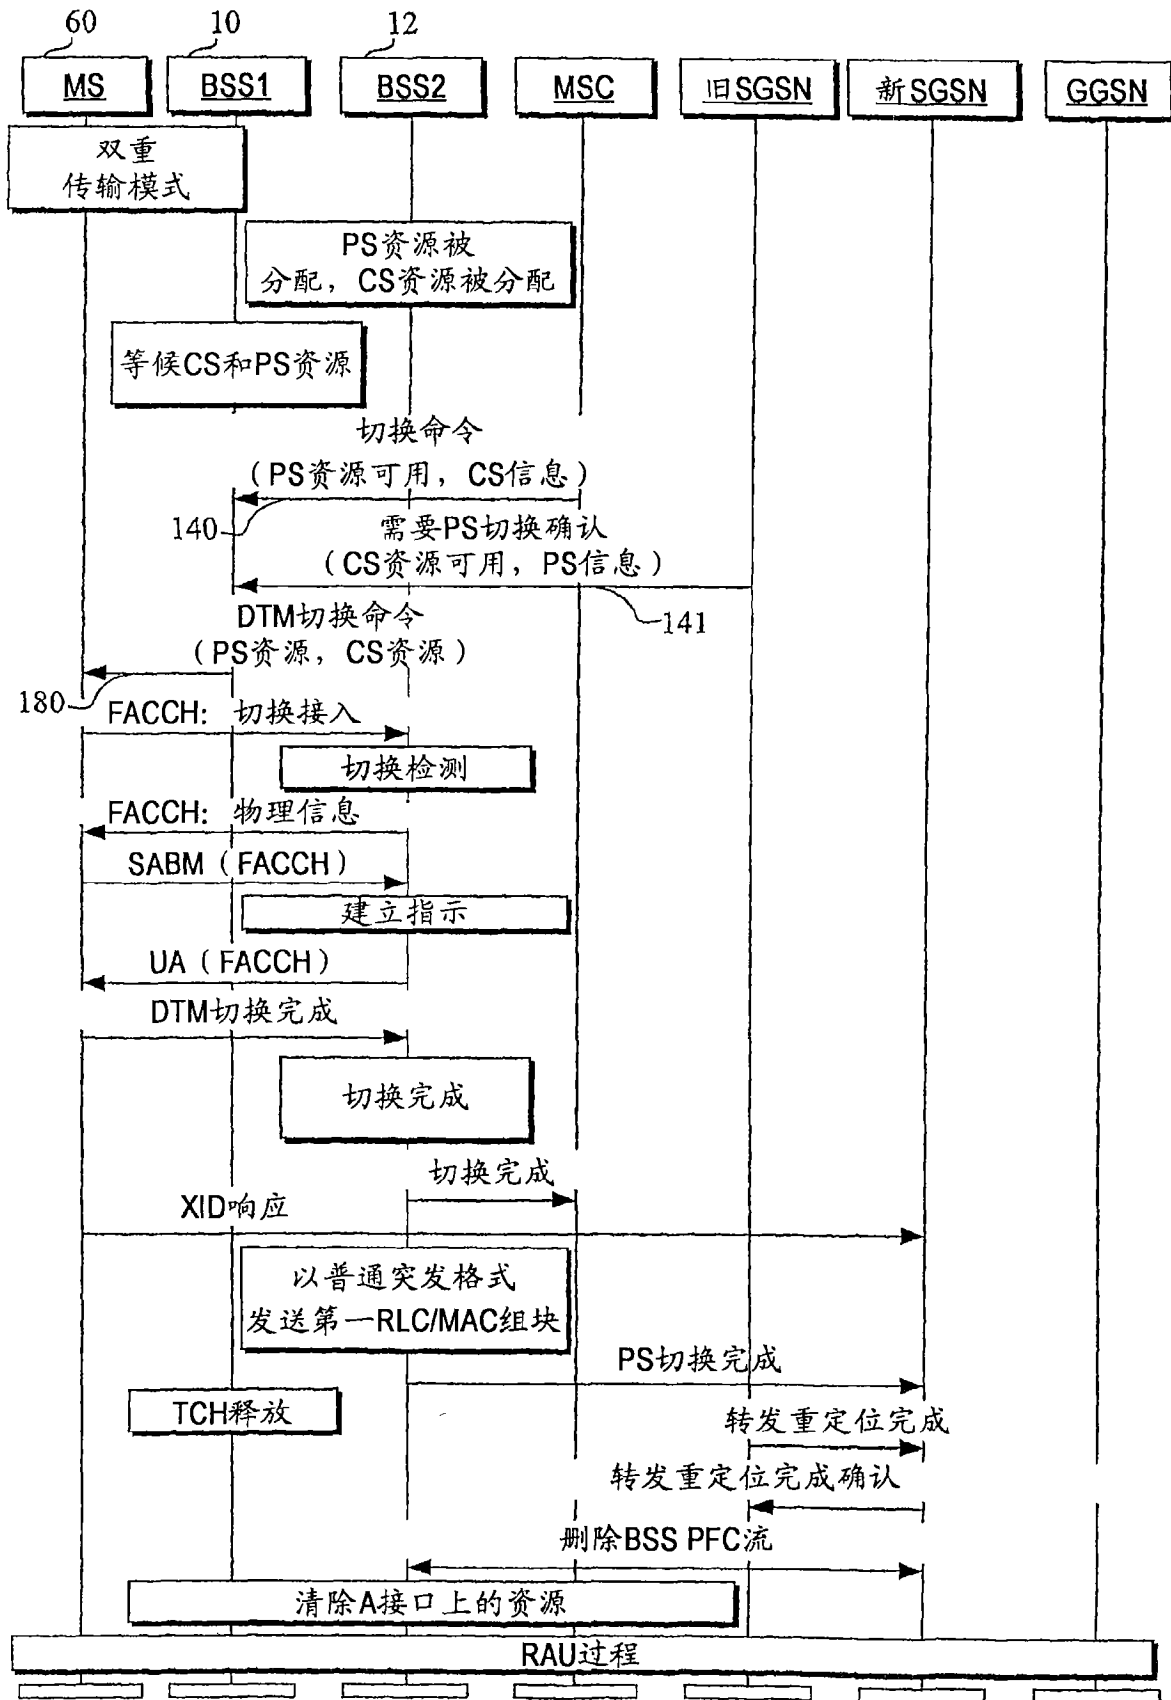 60 10 12
MS BSS1 BSS2 MSC 旧SGSN 新SGSN GGSN
双重
传输模式
PS资源被
分配，CS资源被分配
等候CS和PS资源
切换命令
（PS资源可用，CS信息）
140
需要PS切换确认
（CS资源可用，PS信息）
141
DTM切换命令
（PS资源，CS资源）
180
FACCH：切换接入
切换检测
FACCH：物理信息
SABM（FACCH）
建立指示
UA（FACCH）
DTM切换完成
切换完成
切换完成
XID响应
以普通突发格式
发送第一RLC/MAC组块
PS切换完成
TCH释放
转发重定位完成
转发重定位完成确认
删除BSS PFC流
清除A接口上的资源
RAU过程